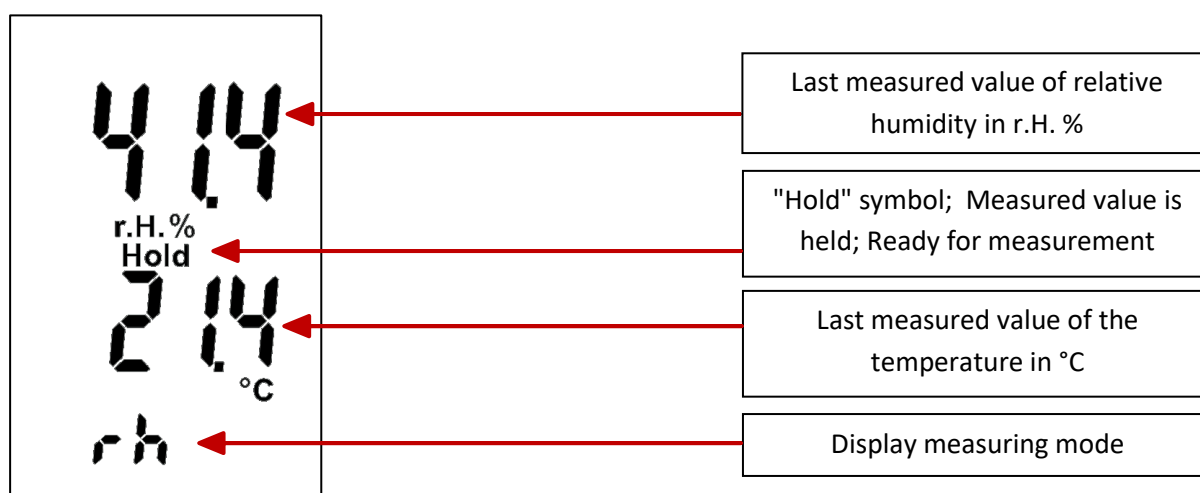 41.4
r.H.%
Hold
21.4
°C
rh
Last measured value of relative
humidity in r.H. %
"Hold" symbol;  Measured value is
held; Ready for measurement
Last measured value of the
temperature in °C
Display measuring mode